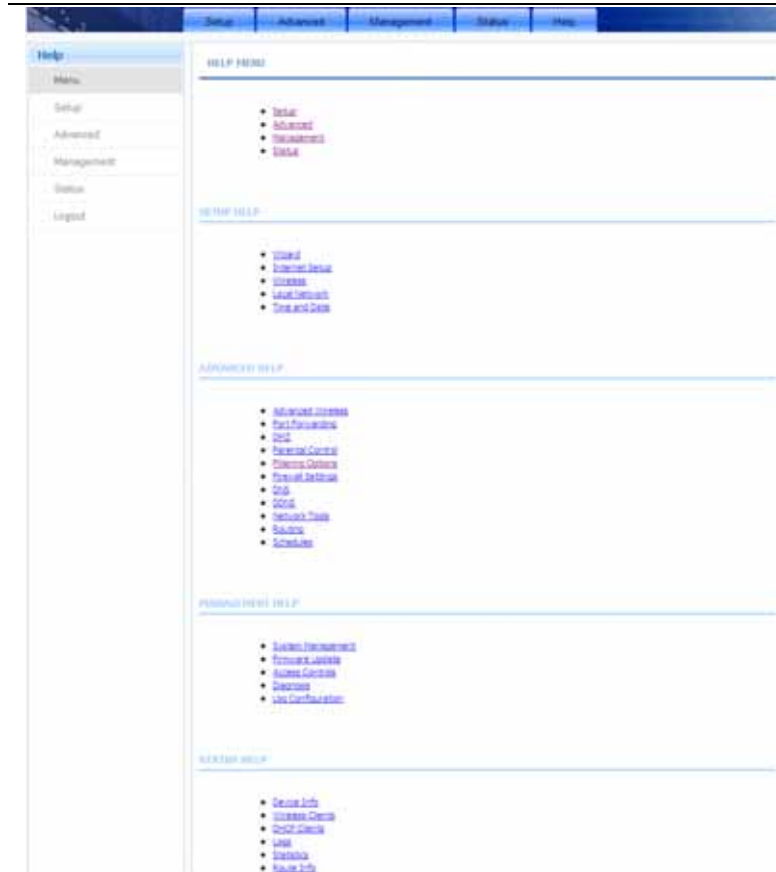 Setup Advanced Management Status Help
Help
Menu
Setup
Advanced
Management
Status
Logout
HELP MENU
Setup
Advanced
Management
Status
SETUP HELP
Wizard
Internet Setup
Wireless
Local Network
Time and Date
ADVANCED HELP
Advanced Wireless
Port Forwarding
DMZ
Parental Control
Filtering Options
Firewall Settings
DNS
DDNS
Network Tools
Routing
Schedules
MANAGEMENT HELP
System Management
Firmware Update
Access Controls
Diagnosis
Log Configuration
STATUS HELP
Device Info
Wireless Clients
DHCP Clients
Logs
Statistics
Route Info